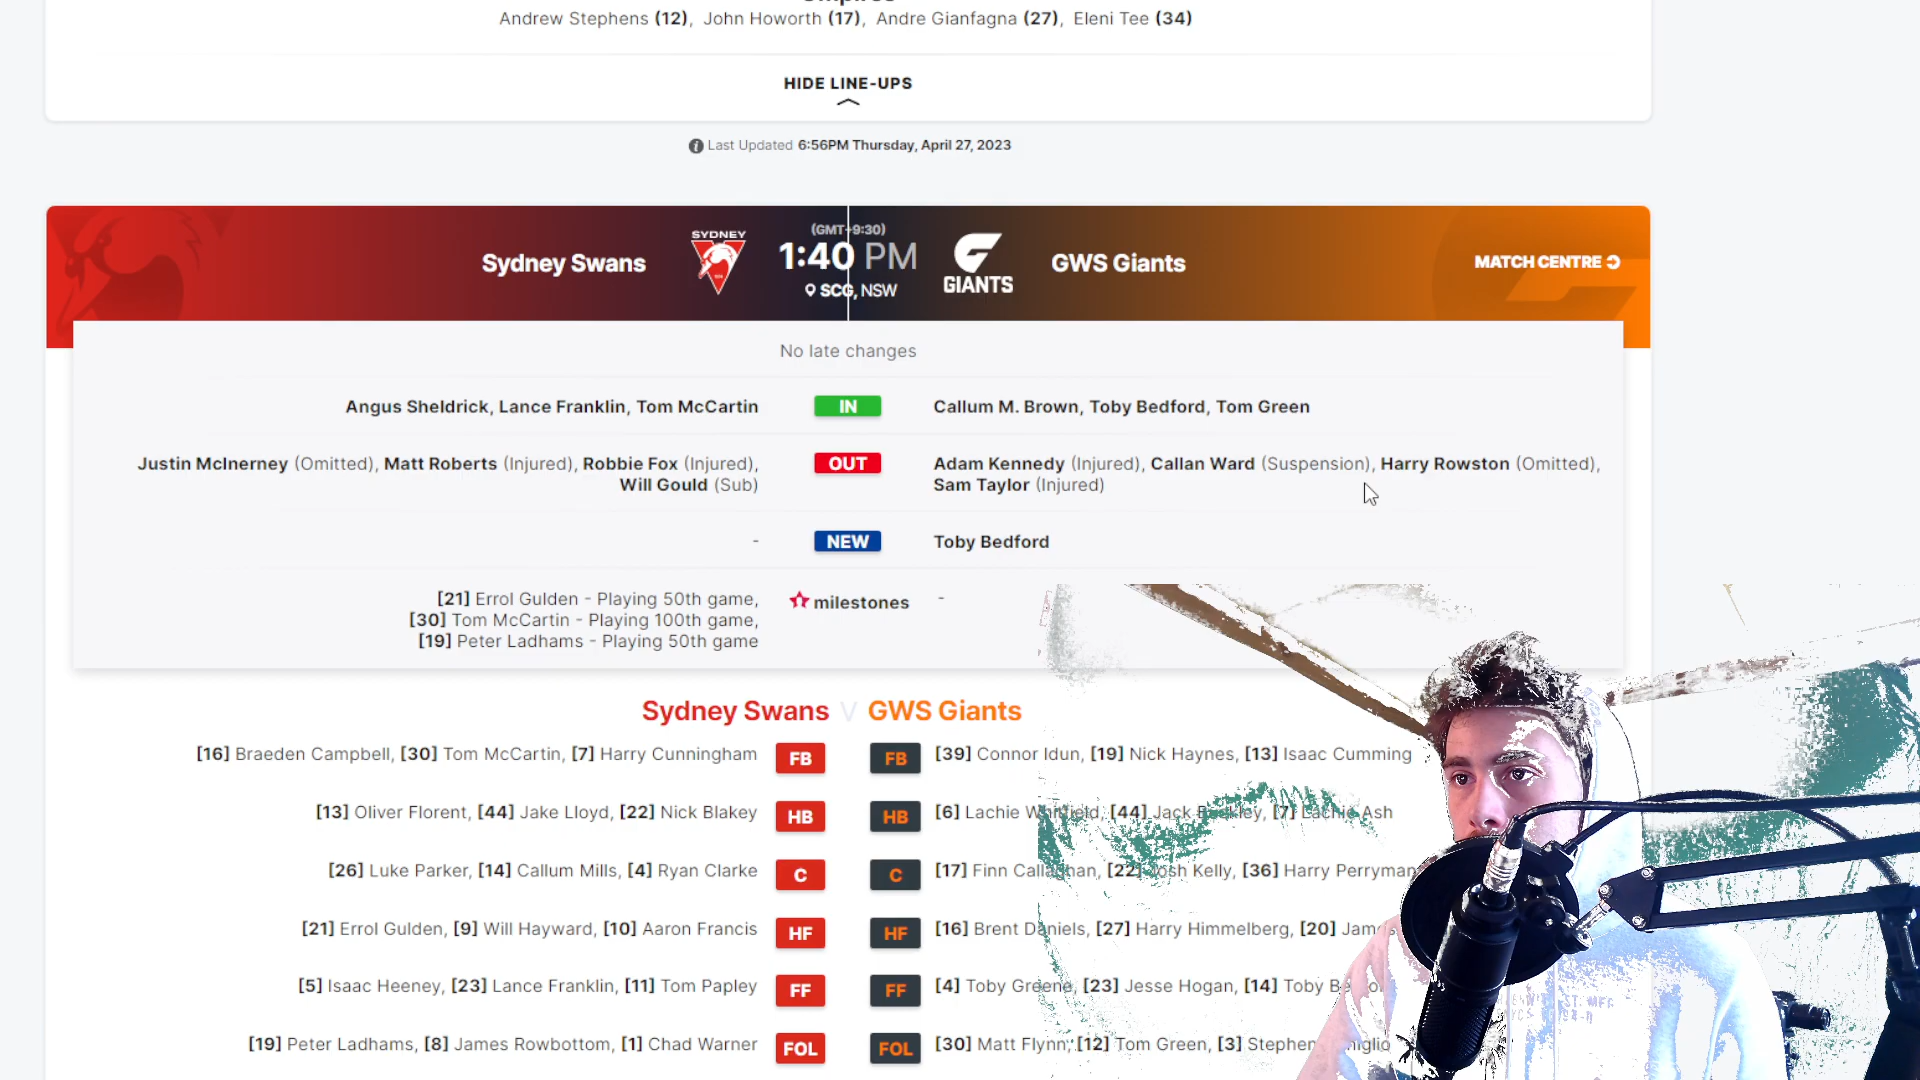 Andrew Stephens (12), John Howorth (17), Andre Gianfagna (27), Eleni Tee (34)
HIDE LINE-UPS
Last Updated 6:56PM Thursday, April 27, 2023
Sydney Swans
SYDNEY
(GMT+9:30)
1:40 PM
SCG, NSW
GIANTS
GWS Giants
MATCH CENTRE
No late changes
Angus Sheldrick, Lance Franklin, Tom McCartin IN Callum M. Brown, Toby Bedford, Tom Green
Justin McInerney (Omitted), Matt Roberts (Injured), Robbie Fox (Injured), OUT Adam Kennedy (Injured), Callan Ward (Suspension), Harry Rowston (Omitted),
Will Gould (Sub) Sam Taylor (Injured)
- NEW Toby Bedford
[21] Errol Gulden - Playing 50th game, milestones -
[30] Tom McCartin - Playing 100th game,
[19] Peter Ladhams - Playing 50th game
Sydney Swans V GWS Giants
[16] Braeden Campbell, [30] Tom McCartin, [7] Harry Cunningham FB FB [39] Connor Idun, [19] Nick Haynes, [13] Isaac Cumming
[13] Oliver Florent, [44] Jake Lloyd, [22] Nick Blakey HB HB [6] Lachie Whitfield, [44] Jack Buckley, [7] Lachie Ash
[26] Luke Parker, [14] Callum Mills, [4] Ryan Clarke C C [17] Finn Callaghan, [22] Josh Kelly, [36] Harry Perryman
[21] Errol Gulden, [9] Will Hayward, [10] Aaron Francis HF HF [16] Brent Daniels, [27] Harry Himmelberg, [20]
[5] Isaac Heeney, [23] Lance Franklin, [11] Tom Papley FF FF [4] Toby Greene, [23] Jesse Hogan, [14] Toby
[19] Peter Ladhams, [8] James Rowbottom, [1] Chad Warner FOL FOL [30] Matt Flynn, [12] Tom Green, [3] Stephen